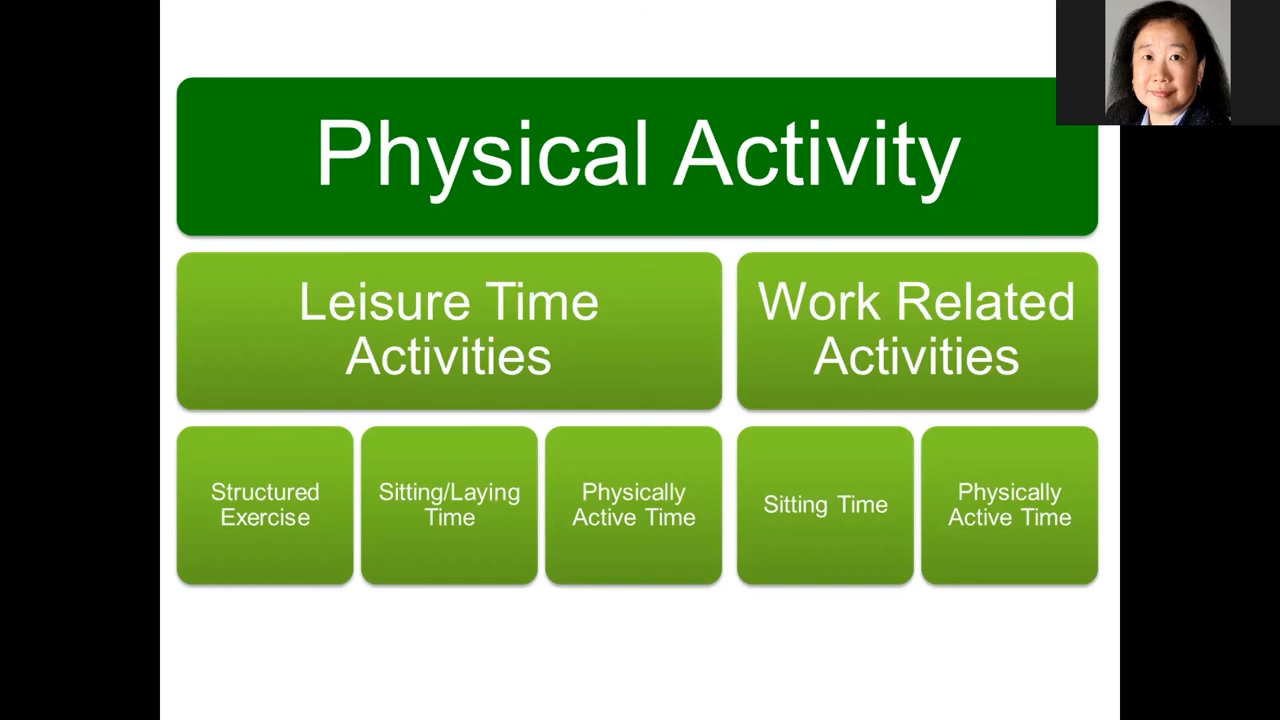 Physical Activity
Leisure Time
Activities
Work Related
Activities
Structured
Exercise
Sitting/Laying
Time
Physically
Active Time
Sitting Time
Physically
Active Time